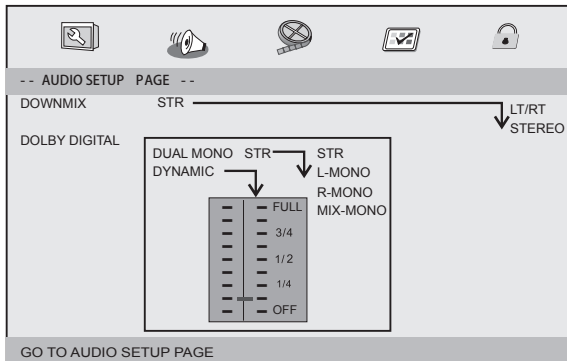 -- AUDIO SETUP PAGE --
DOWNMIX STR LT/RT
STEREO
DOLBY DIGITAL
DUAL MONO STR STR
DYNAMIC L-MONO
R-MONO
FULL MIX-MONO
3/4
1/2
1/4
OFF
GO TO AUDIO SETUP PAGE